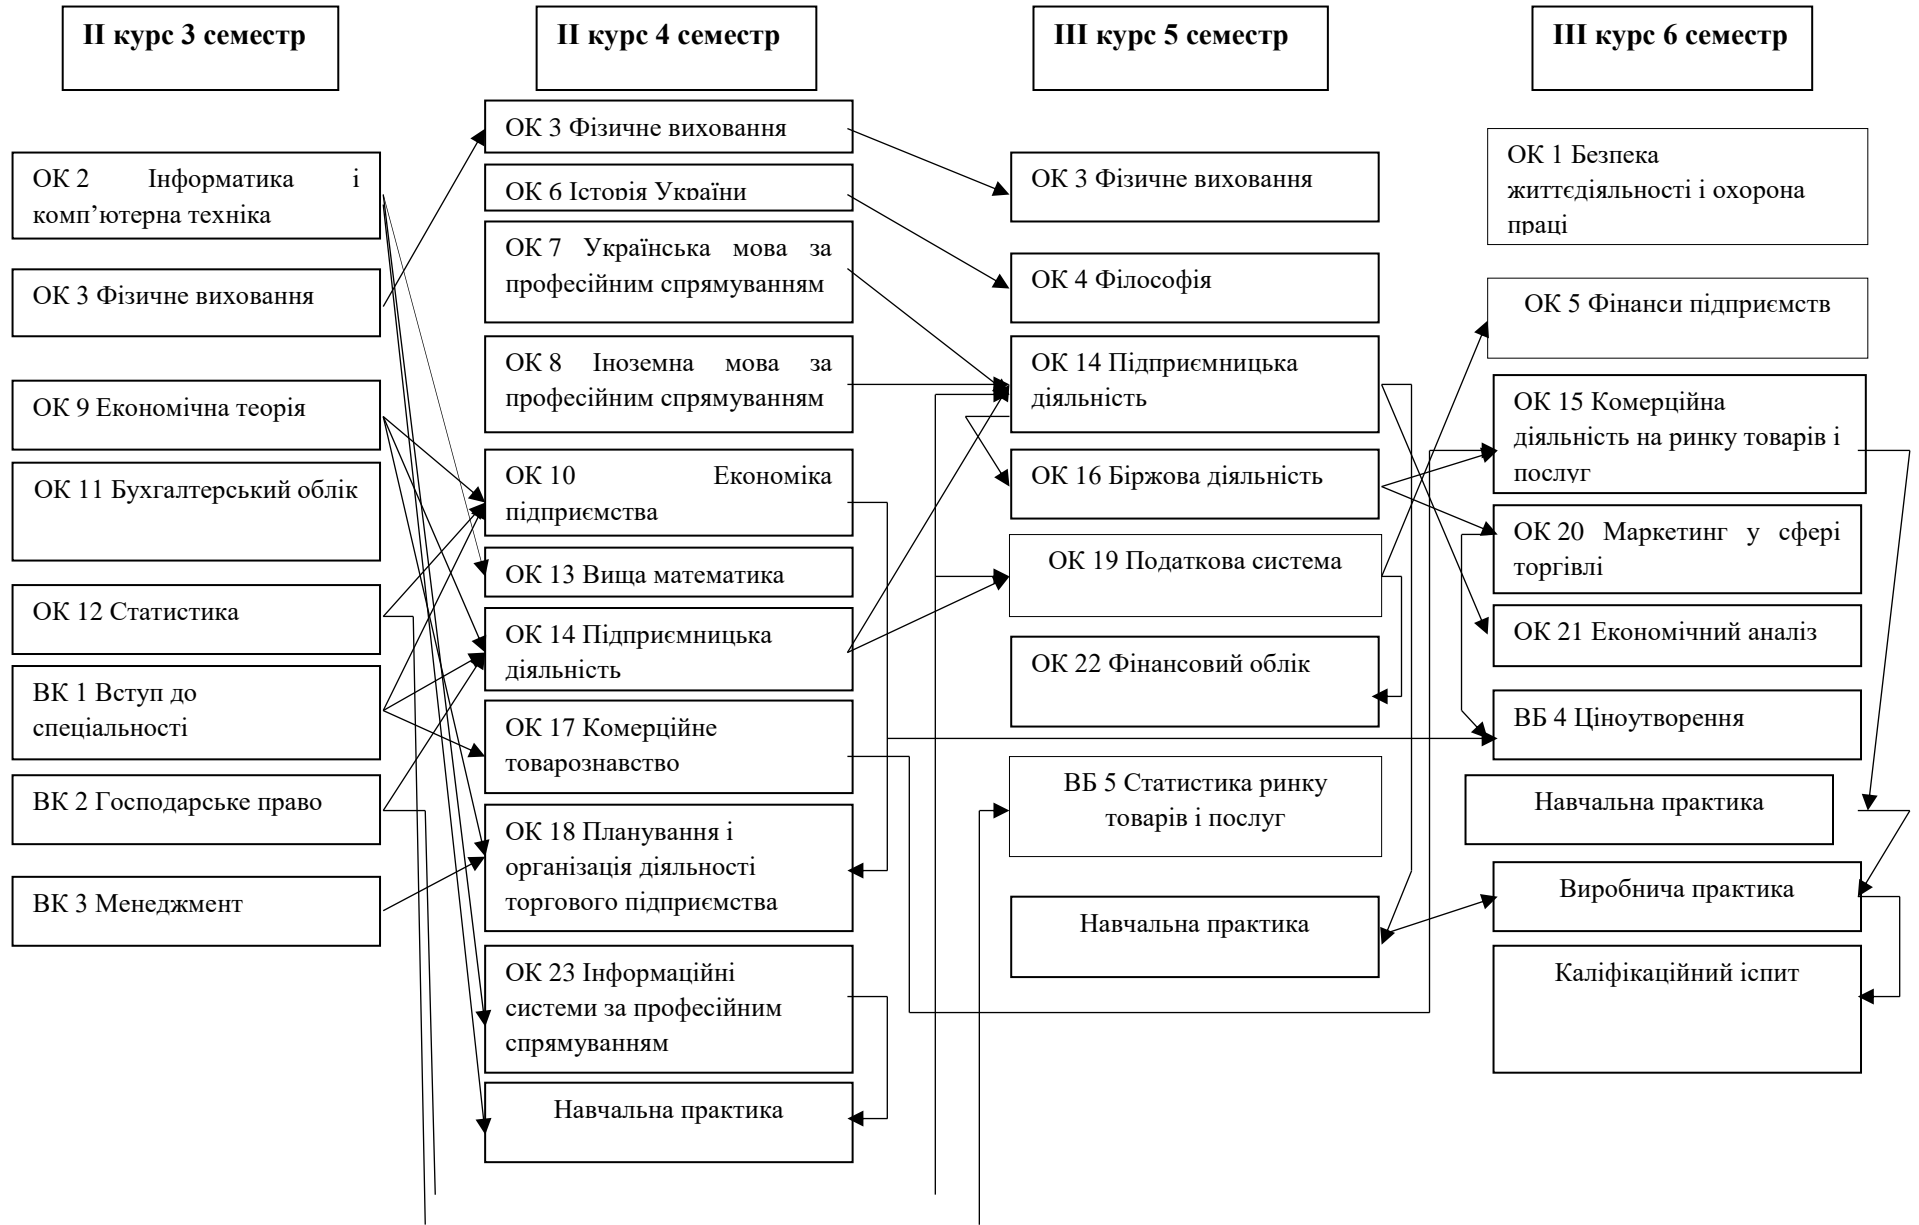 ІІ курс 3 семестр
ІІ курс 4 семестр
ІІІ курс 5 семестр
ІІІ курс 6 семестр
ОК 2 Інформатика і
комп’ютерна техніка
ОК 3 Фізичне виховання
ОК 9 Економічна теорія
ОК 11 Бухгалтерський облік
ОК 12 Статистика
ВК 1 Вступ до
спеціальності
ВК 2 Господарське право
ВК 3 Менеджмент
ОК 3 Фізичне виховання
ОК 6 Історія України
ОК 7 Українська мова за
професійним спрямуванням
ОК 8 Іноземна мова за
професійним спрямуванням
ОК 10 Економіка
підприємства
ОК 13 Вища математика
ОК 14 Підприємницька
діяльність
ОК 17 Комерційне
товарознавство
ОК 18 Планування і
організація діяльності
торгового підприємства
ОК 23 Інформаційні
системи за професійним
спрямуванням
Навчальна практика
ОК 3 Фізичне виховання
ОК 4 Філософія
ОК 14 Підприємницька
діяльність
ОК 16 Біржова діяльність
ОК 19 Податкова система
ОК 22 Фінансовий облік
ВБ 5 Статистика ринку
товарів і послуг
Навчальна практика
ОК 1 Безпека
життєдіяльності і охорона
праці
ОК 5 Фінанси підприємств
ОК 15 Комерційна
діяльність на ринку товарів і
послуг
ОК 20 Маркетинг у сфері
торгівлі
ОК 21 Економічний аналіз
ВБ 4 Ціноутворення
Навчальна практика
Виробнича практика
Каліфікаційний іспит